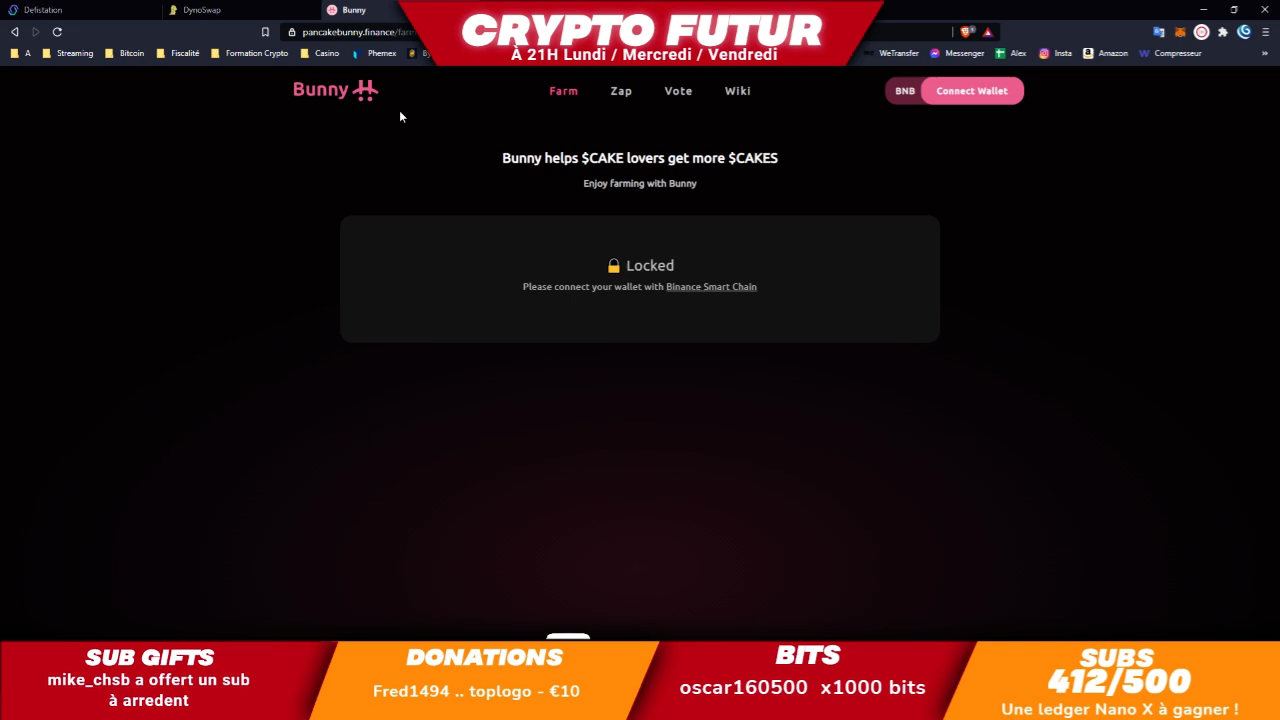 Defistation
DynoSwap
Bunny
pancakebunny.finance/farm
A
Streaming
Bitcoin
Fiscalité
Formation Crypto
Casino
Phemex
By
WeTransfer
Messenger
Alex
Insta
Amazon
Compresseur
CRYPTO FUTUR
À 21H Lundi / Mercredi / Vendredi
Bunny
Farm
Zap
Vote
Wiki
BNB
Connect Wallet
Bunny helps $CAKE lovers get more $CAKES
Enjoy farming with Bunny
Locked
Please connect your wallet with Binance Smart Chain
SUB GIFTS
mike_chsb a offert un sub
à arredent
DONATIONS
Fred1494 .. toplogo - €10
BITS
oscar160500 x1000 bits
SUBS
412/500
Une ledger Nano X à gagner !